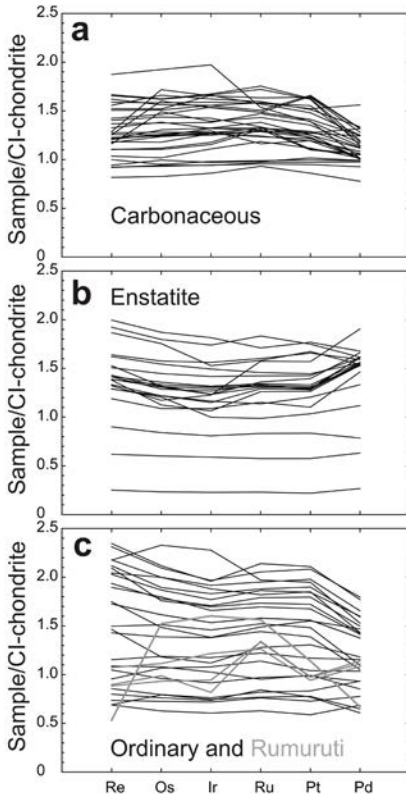 a
2.5
2.0
1.5
1.0
0.5
0
Sample/CI-chondrite
Carbonaceous
b
Enstatite
2.5
2.0
1.5
1.0
0.5
0
Sample/CI-chondrite
c
2.5
2.0
1.5
1.0
0.5
0
Sample/CI-chondrite
Ordinary and Rumuruti
Re Os Ir Ru Pt Pd